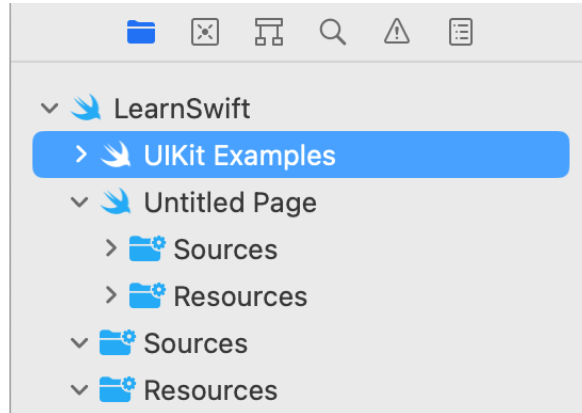 LearnSwift
UIKit Examples
Untitled Page
Sources
Resources
Sources
Resources